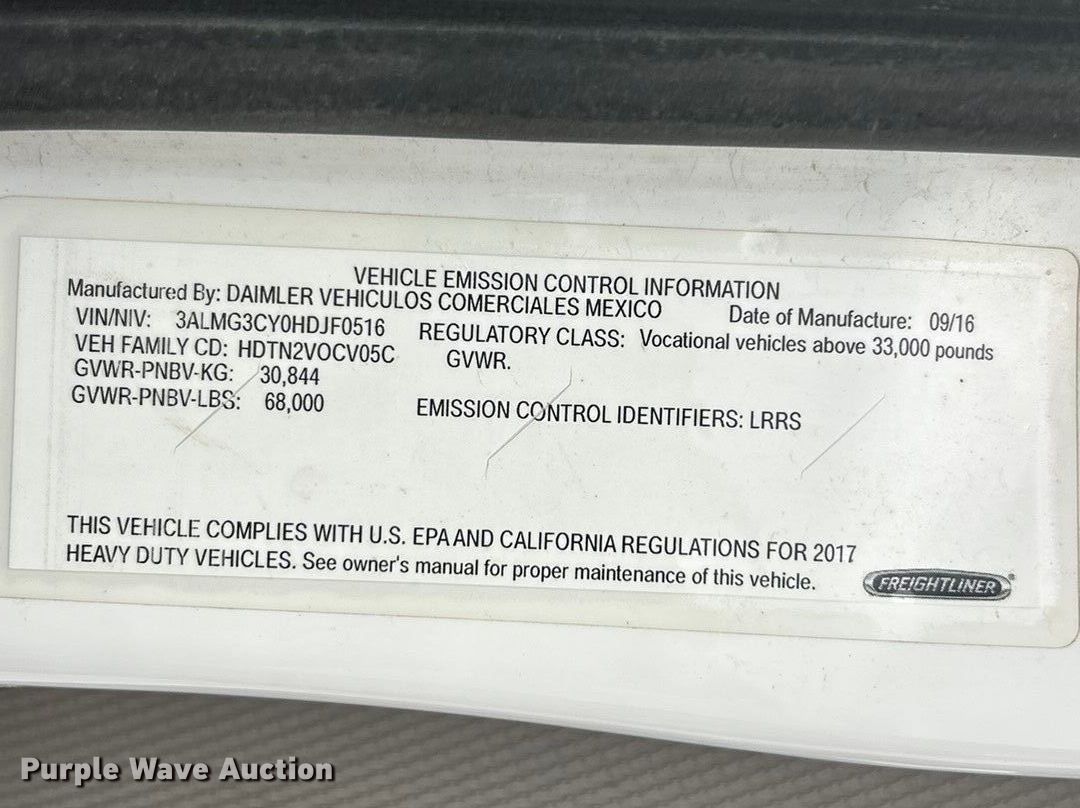 VEHICLE EMISSION CONTROL INFORMATION
Manufactured By: DAIMLER VEHICULOS COMERCIALES MEXICO Date of Manufacture: 09/16
VIN/NIV: 3ALMG3CY0HDJF0516
REGULATORY CLASS: Vocational vehicles above 33,000 pounds
VEH FAMILY CD: HDTN2VOCV05C
GVWR.
GVWR-PNBV-KG: 30,844
GVWR-PNBV-LBS: 68,000
EMISSION CONTROL IDENTIFIERS: LRRS
THIS VEHICLE COMPLIES WITH U.S. EPA AND CALIFORNIA REGULATIONS FOR 2017
HEAVY DUTY VEHICLES. See owner's manual for proper maintenance of this vehicle.
FREIGHTLINER®
Purple Wave Auction